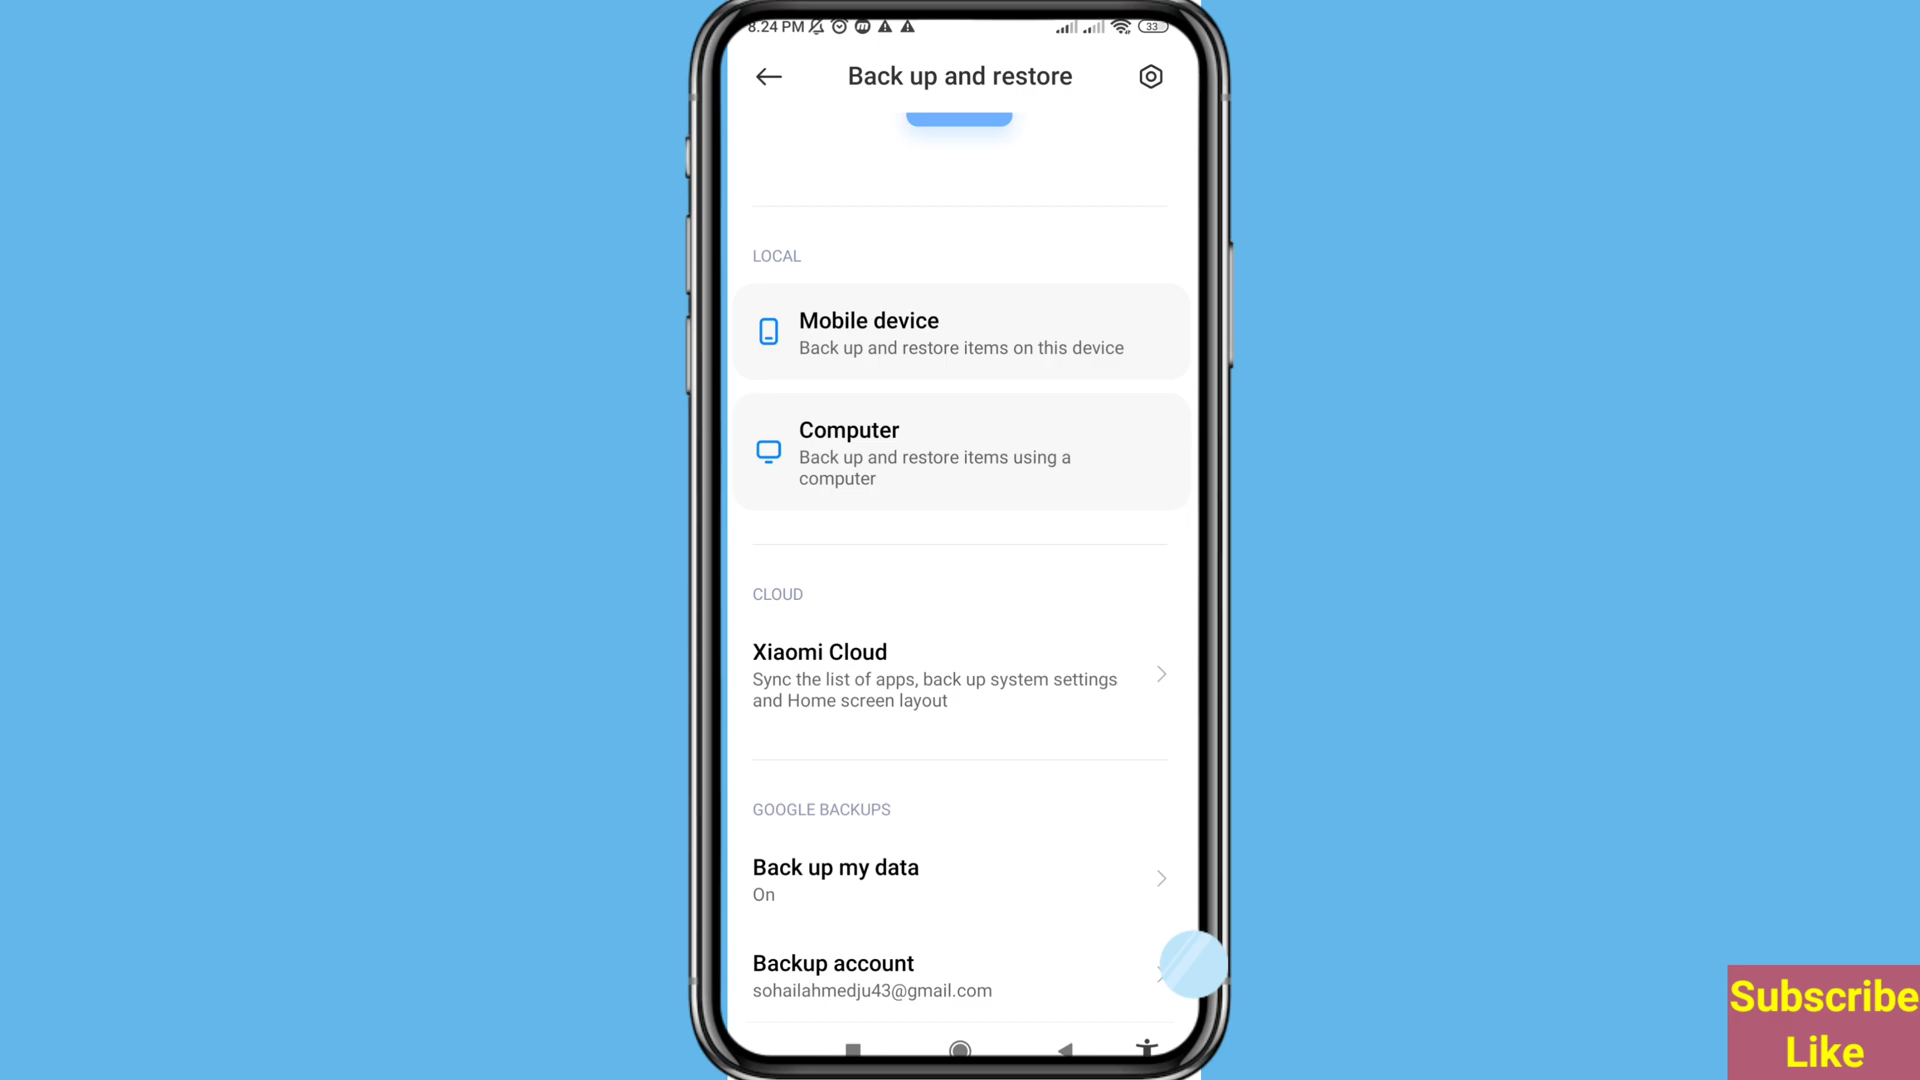 8.24 PM
33
Back up and restore
LOCAL
Mobile device
Back up and restore items on this device
Computer
Back up and restore items using a
computer
CLOUD
Xiaomi Cloud
Sync the list of apps, back up system settings
and Home screen layout
GOOGLE BACKUPS
Back up my data
On
Backup account
sohailahmedju43@gmail.com
Subscribe
Like